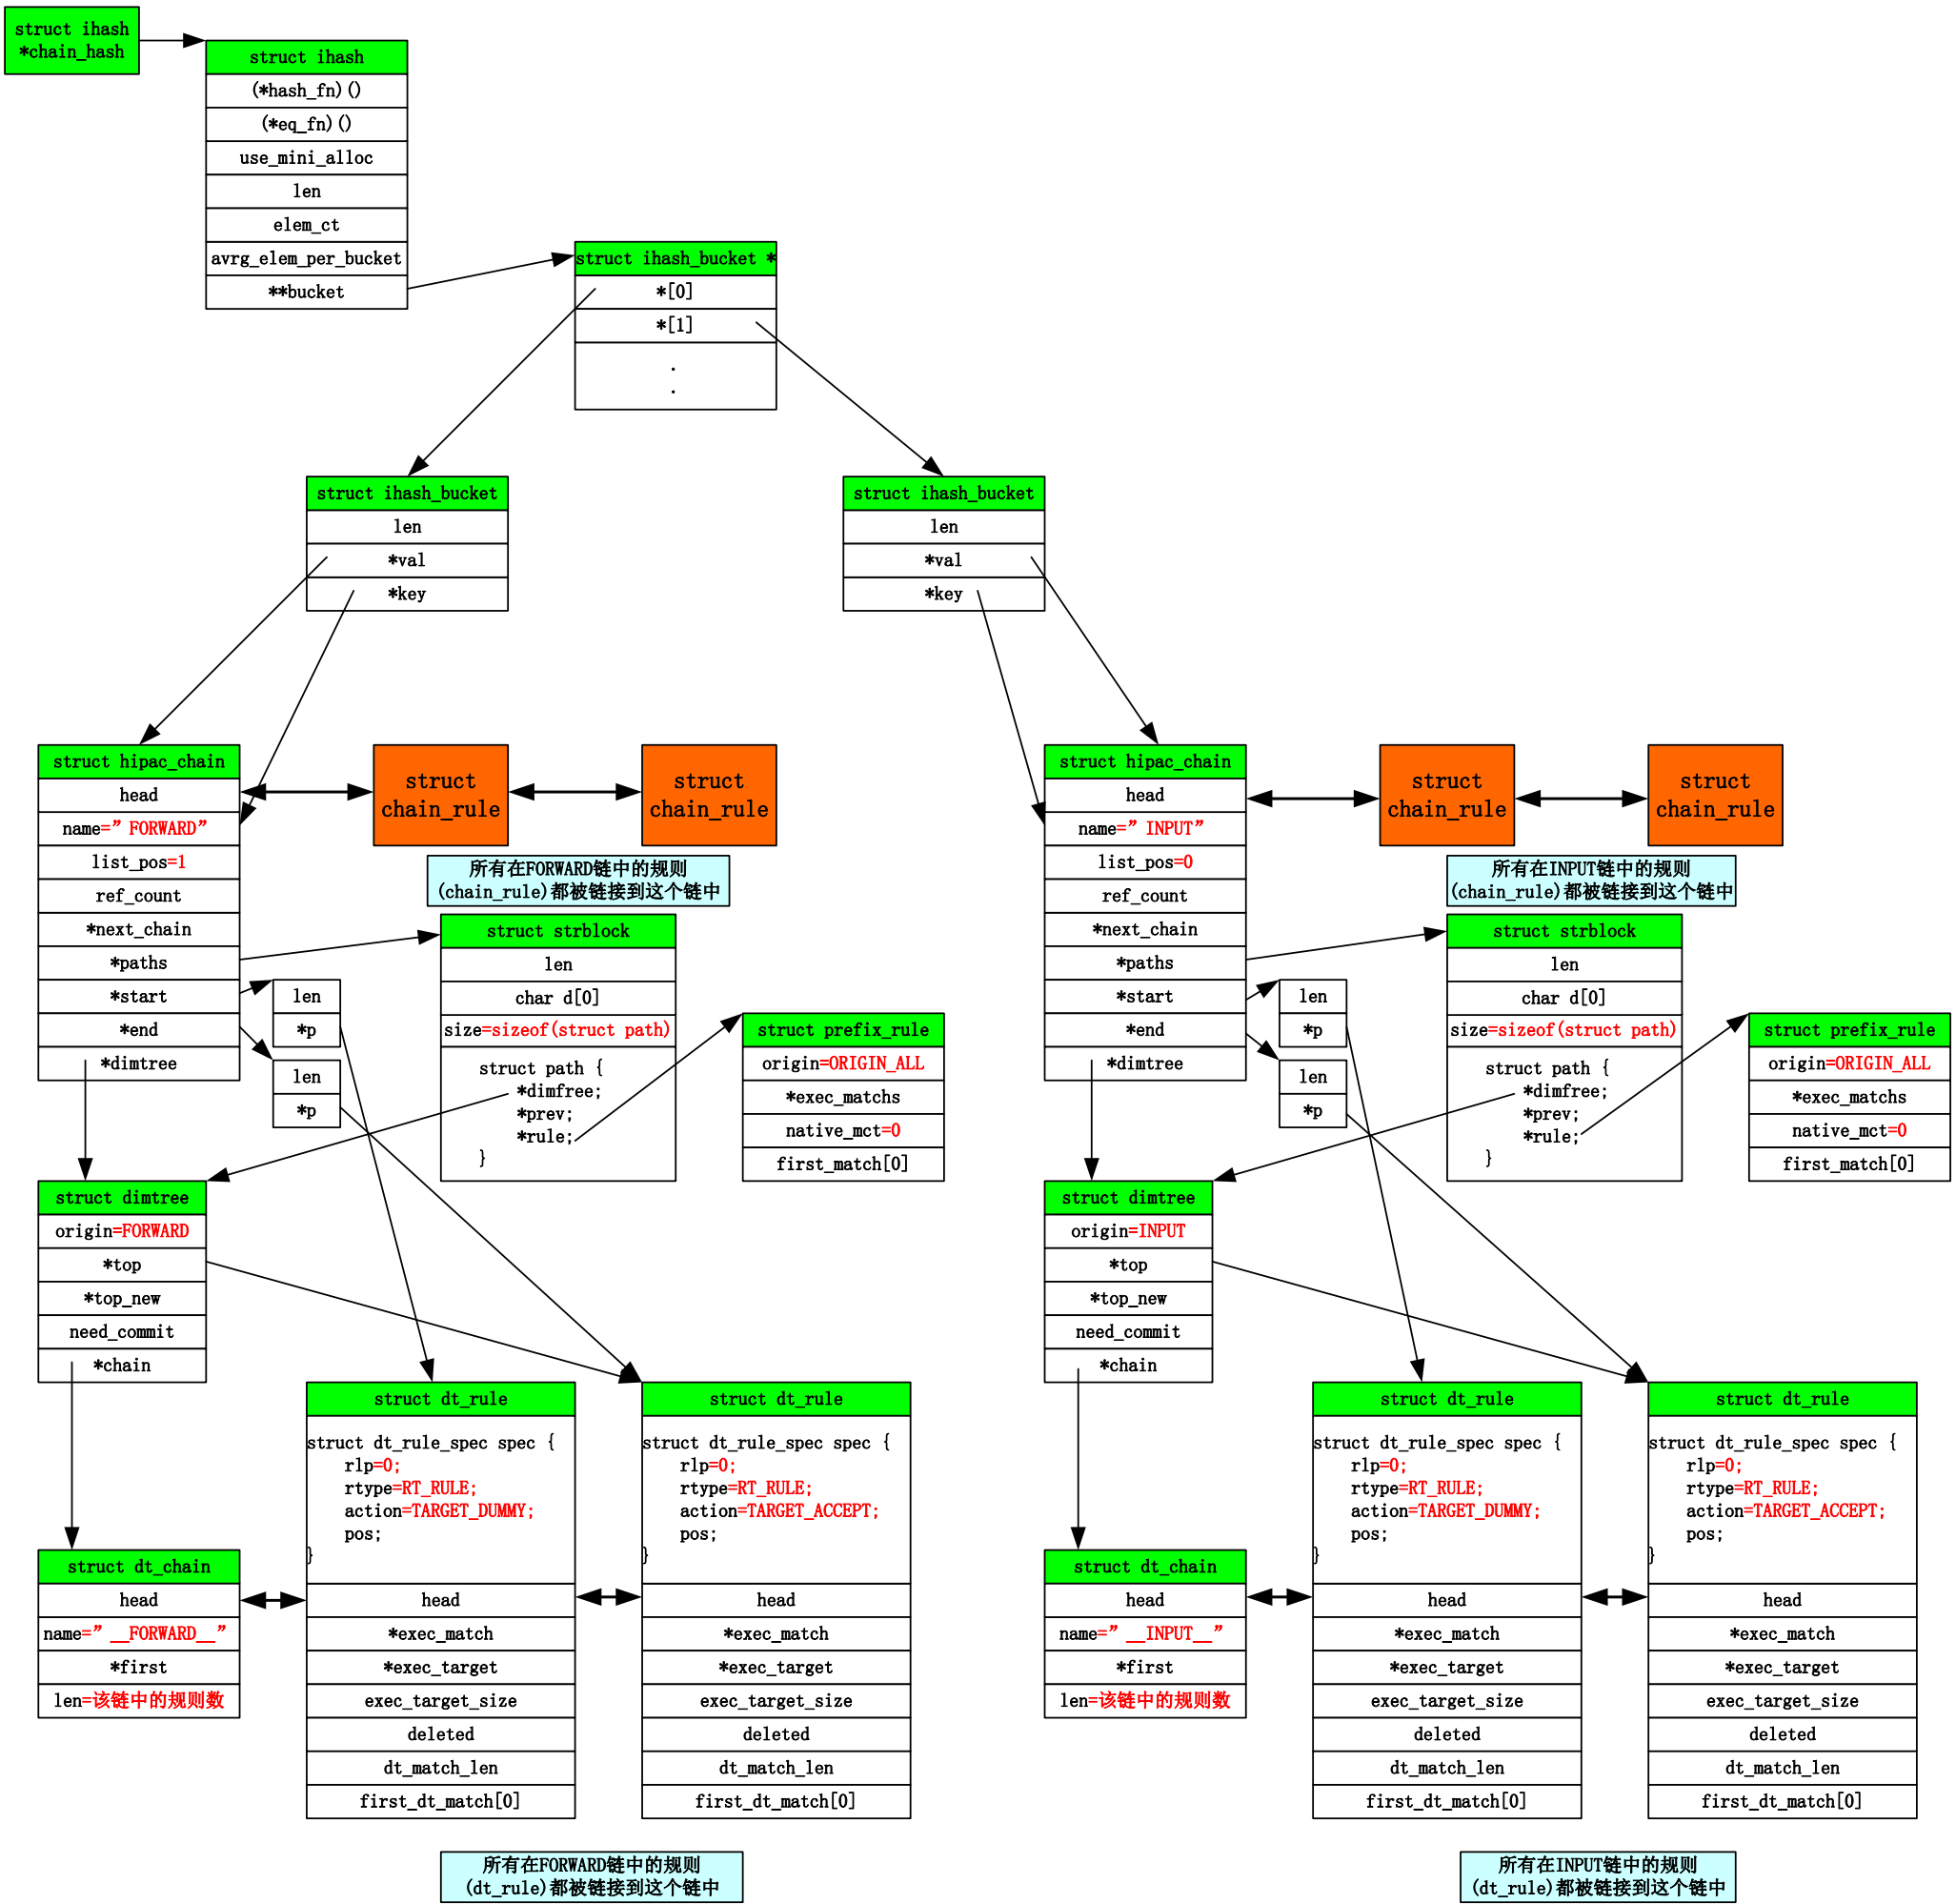 struct ihash
*chain_hash
struct ihash
(*hash_fn)()
(*eq_fn)()
use_mini_alloc
len
elem_ct
avrg_elem_per_bucket
**bucket
struct ihash_bucket *
*[0]
*[1]
.
.
struct ihash_bucket
len
*val
*key
struct ihash_bucket
len
*val
*key
struct hipac_chain
head
name=”FORWARD”
list_pos=1
ref_count
*next_chain
*paths
*start
*end
*dimtree
struct
chain_rule
struct
chain_rule
所有在FORWARD链中的规则
(chain_rule)都被链接到这个链中
len
*p
len
*p
struct strblock
len
char d[0]
size=sizeof(struct path)
struct path {
*dimfree;
*prev;
*rule;
}
struct prefix_rule
origin=ORIGIN_ALL
*exec_matchs
native_mct=0
first_match[0]
struct dimtree
origin=FORWARD
*top
*top_new
need_commit
*chain
struct dt_chain
head
name=”__FORWARD__”
*first
len=该链中的规则数
struct dt_rule
struct dt_rule_spec spec {
rlp=0;
rtype=RT_RULE;
action=TARGET_DUMMY;
pos;
}
head
*exec_match
*exec_target
exec_target_size
deleted
dt_match_len
first_dt_match[0]
struct dt_rule
struct dt_rule_spec spec {
rlp=0;
rtype=RT_RULE;
action=TARGET_ACCEPT;
pos;
}
head
*exec_match
*exec_target
exec_target_size
deleted
dt_match_len
first_dt_match[0]
所有在FORWARD链中的规则
(dt_rule)都被链接到这个链中
struct hipac_chain
head
name=”INPUT”
list_pos=0
ref_count
*next_chain
*paths
*start
*end
*dimtree
struct
chain_rule
struct
chain_rule
所有在INPUT链中的规则
(chain_rule)都被链接到这个链中
len
*p
len
*p
struct strblock
len
char d[0]
size=sizeof(struct path)
struct path {
*dimfree;
*prev;
*rule;
}
struct prefix_rule
origin=ORIGIN_ALL
*exec_matchs
native_mct=0
first_match[0]
struct dimtree
origin=INPUT
*top
*top_new
need_commit
*chain
struct dt_chain
head
name=”__INPUT__”
*first
len=该链中的规则数
struct dt_rule
struct dt_rule_spec spec {
rlp=0;
rtype=RT_RULE;
action=TARGET_DUMMY;
pos;
}
head
*exec_match
*exec_target
exec_target_size
deleted
dt_match_len
first_dt_match[0]
struct dt_rule
struct dt_rule_spec spec {
rlp=0;
rtype=RT_RULE;
action=TARGET_ACCEPT;
pos;
}
head
*exec_match
*exec_target
exec_target_size
deleted
dt_match_len
first_dt_match[0]
所有在INPUT链中的规则
(dt_rule)都被链接到这个链中